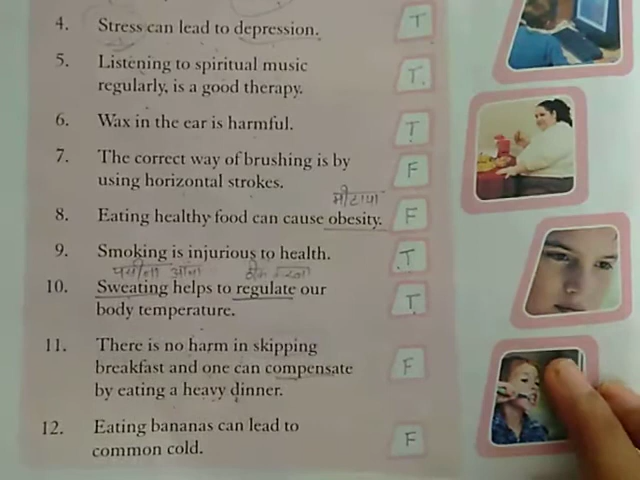 4. Stress can lead to depression. T
5. Listening to spiritual music
regularly, is a good therapy. T.
6. Wax in the ear is harmful. T
7. The correct way of brushing is by
using horizontal strokes. F
मोटापा
8. Eating healthy food can cause obesity. F
9. Smoking is injurious to health. T
पसीना आना ठीक करना
10. Sweating helps to regulate our
body temperature. T
11. There is no harm in skipping
breakfast and one can compensate F
by eating a heavy dinner.
12. Eating bananas can lead to
common cold. F